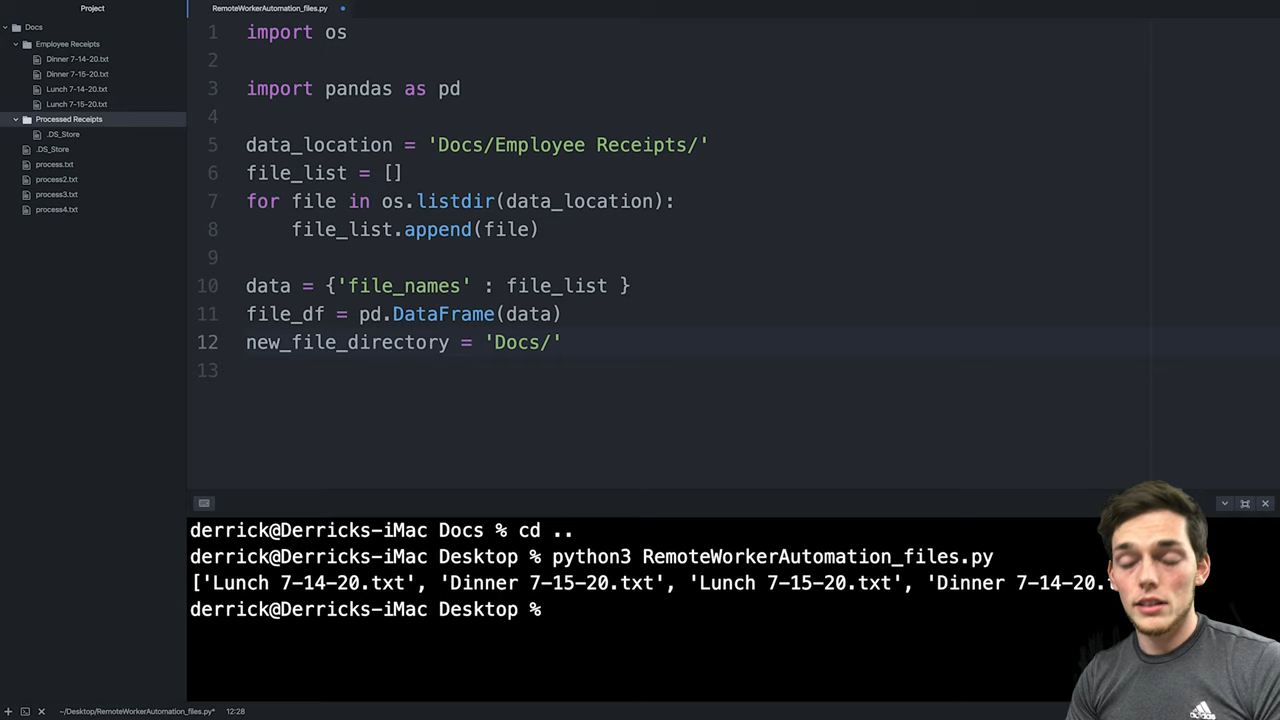 Project
RemoteWorkerAutomation_files.py
Docs
Employee Receipts
Dinner 7-14-20.txt
Dinner 7-15-20.txt
Lunch 7-14-20.txt
Lunch 7-15-20.txt
Processed Receipts
.DS_Store
.DS_Store
process.txt
process2.txt
process3.txt
process4.txt
1 import os
2
3 import pandas as pd
4
5 data_location = 'Docs/Employee Receipts/'
6 file_list = []
7 for file in os.listdir(data_location):
8     file_list.append(file)
9
10 data = {'file_names' : file_list }
11 file_df = pd.DataFrame(data)
12 new_file_directory = 'Docs/'
13
derrick@Derricks-iMac Docs % cd ..
derrick@Derricks-iMac Desktop % python3 RemoteWorkerAutomation_files.py
['Lunch 7-14-20.txt', 'Dinner 7-15-20.txt', 'Lunch 7-15-20.txt', 'Dinner 7-14-20.
derrick@Derricks-iMac Desktop %
adidas
~/Desktop/RemoteWorkerAutomation_files.py* 12:28